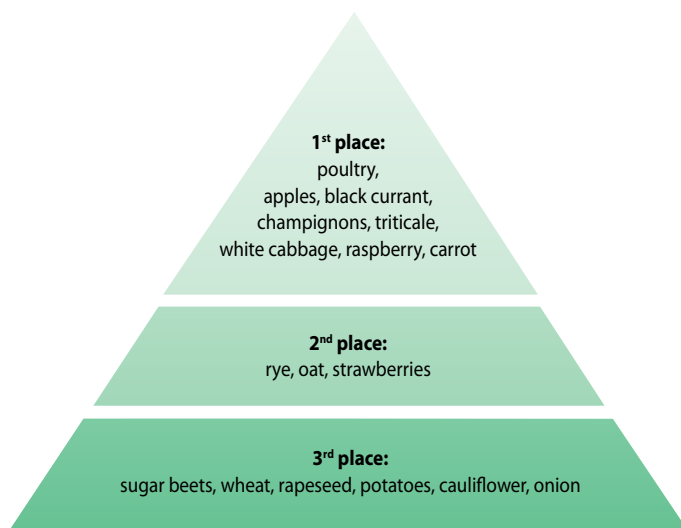 1st place:
poultry,
apples, black currant,
champignons, triticale,
white cabbage, raspberry, carrot
2nd place:
rye, oat, strawberries
3rd place:
sugar beets, wheat, rapeseed, potatoes, cauliflower, onion